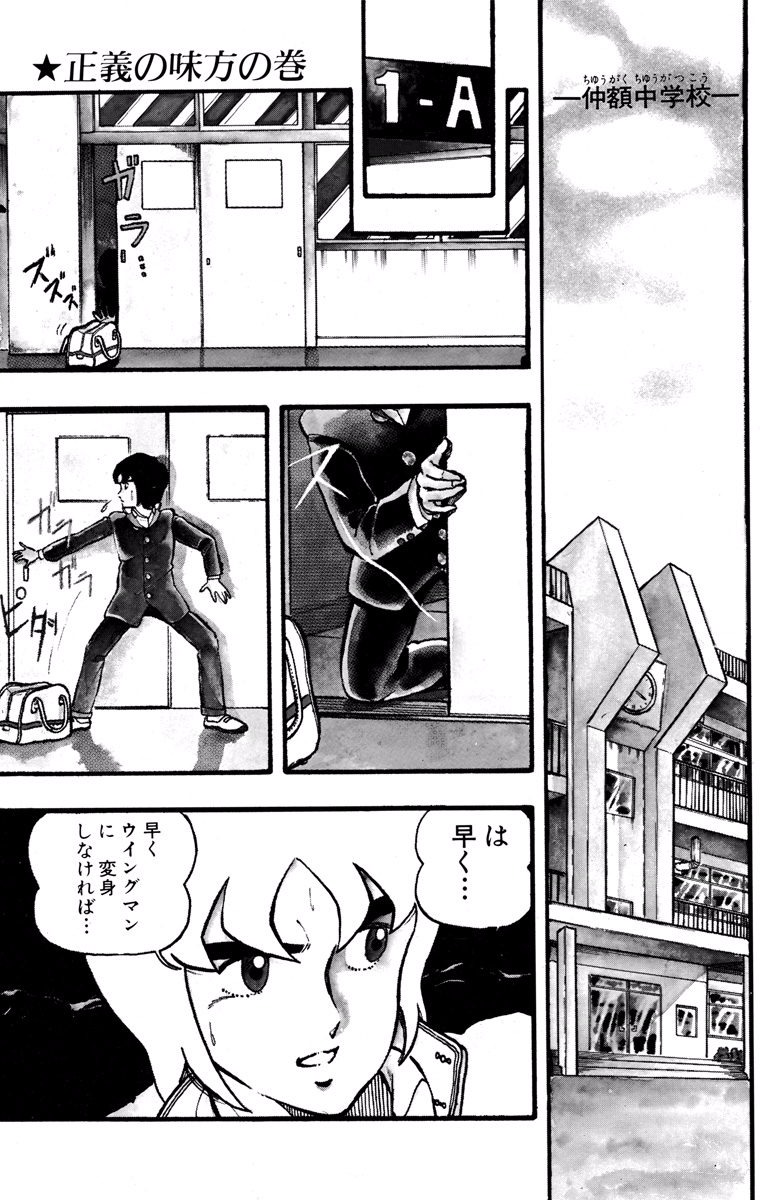 ★正義の味方の巻
ちゅうがくちゅうがっこう
―仲額中学校―
1-A
ガラ…
ズズズ
ズ
ガラ
ガラ
ピタッ
は
早く…
早く
ウイングマン
に変身
しなければ…